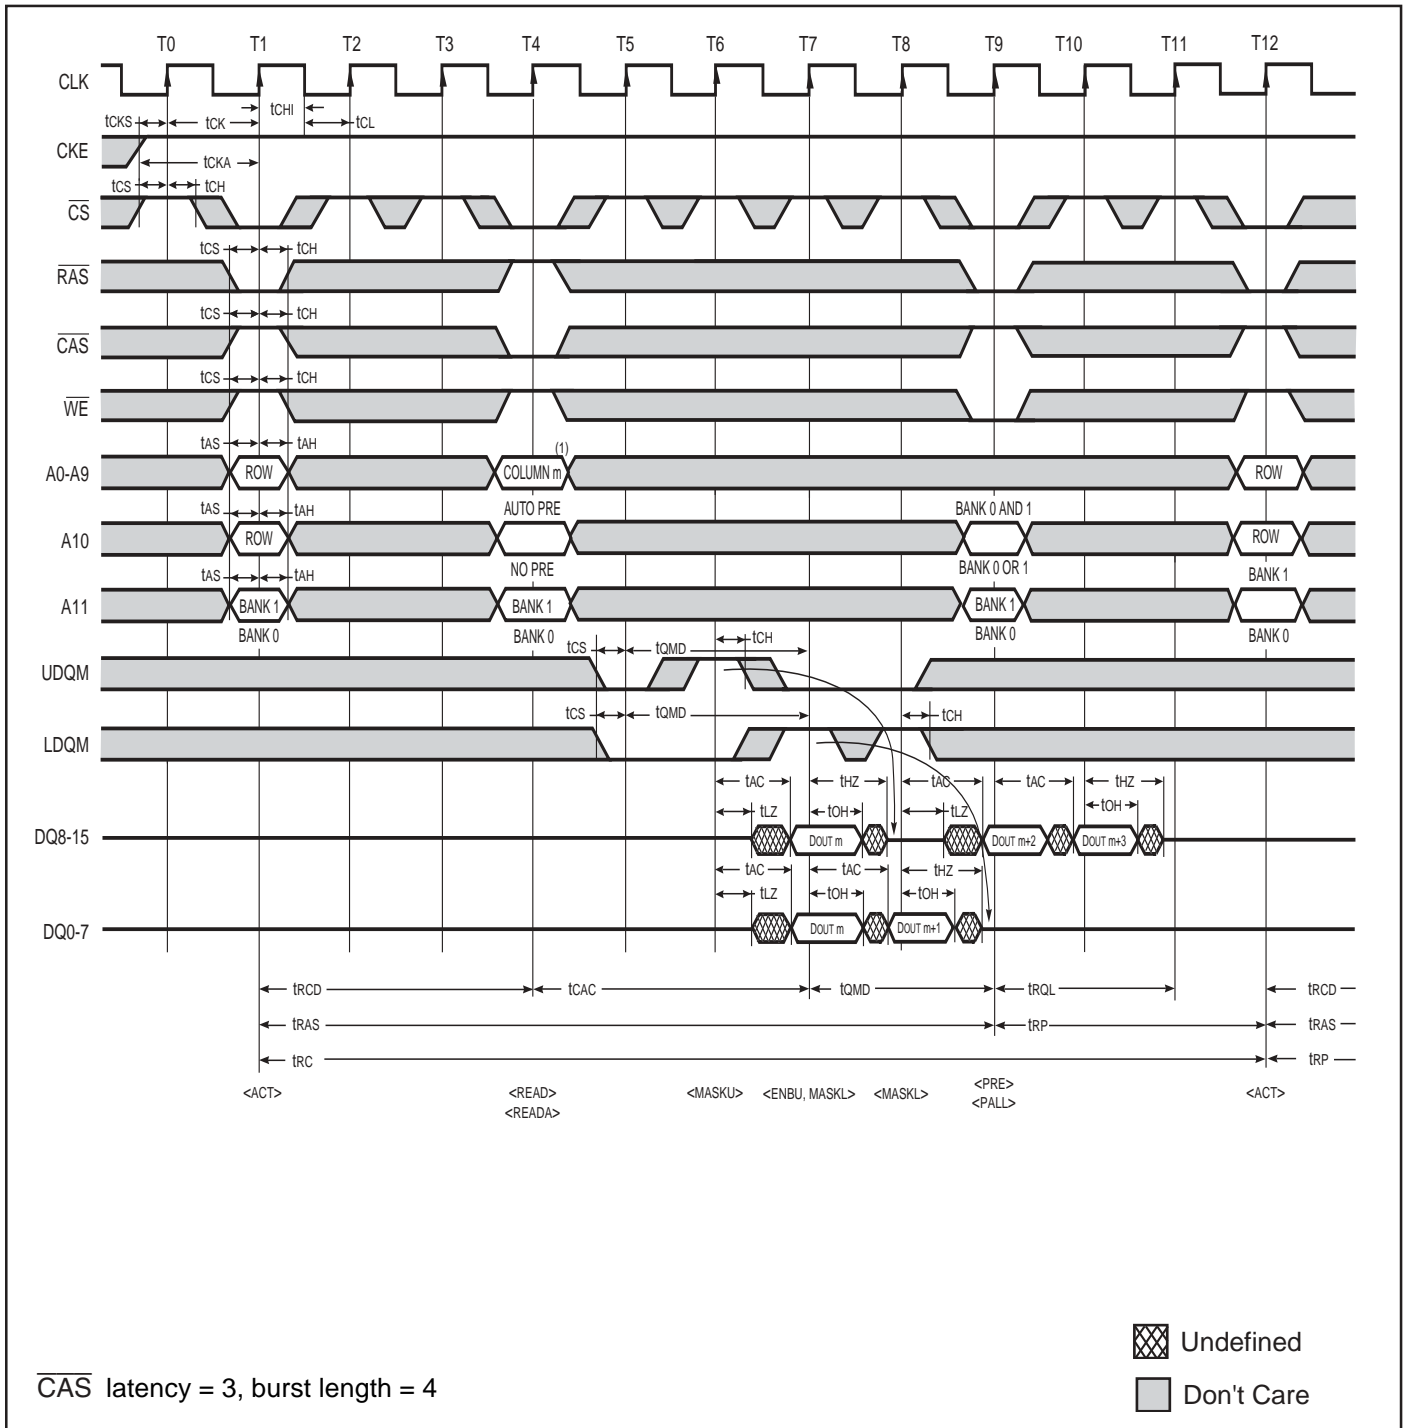 T0 T1 T2 T3 T4 T5 T6 T7 T8 T9 T10 T11 T12
CLK
tCHI
tCKS tCK tCL
CKE
tCKA
tCS tCH
CS
tCS tCH
RAS
tCS tCH
CAS
tCS tCH
WE
tAS tAH (1)
A0-A9 ROW COLUMN m ROW
tAS tAH AUTO PRE BANK 0 AND 1
A10 ROW ROW
tAS tAH NO PRE BANK 0 OR 1 BANK 1
A11 BANK 1 BANK 1 BANK 1
BANK 0 BANK 0 BANK 0 BANK 0
tCS tQMD tCH
UDQM
tCS tQMD tCH
LDQM
tAC tHZ tAC tAC tHZ
tLZ tOH tLZ tOH
DQ8-15 DOUT m DOUT m+2 DOUT m+3
tAC tAC tHZ
tLZ tOH tOH
DQ0-7 DOUT m DOUT m+1
tRCD tCAC tQMD tRQL tRCD
tRAS tRP tRAS
tRC tRP
<ACT> <READ> <MASKU> <ENBU, MASKL> <MASKL> <PRE> <ACT>
<READA> <PALL>
Undefined
CAS latency = 3, burst length = 4
Don't Care